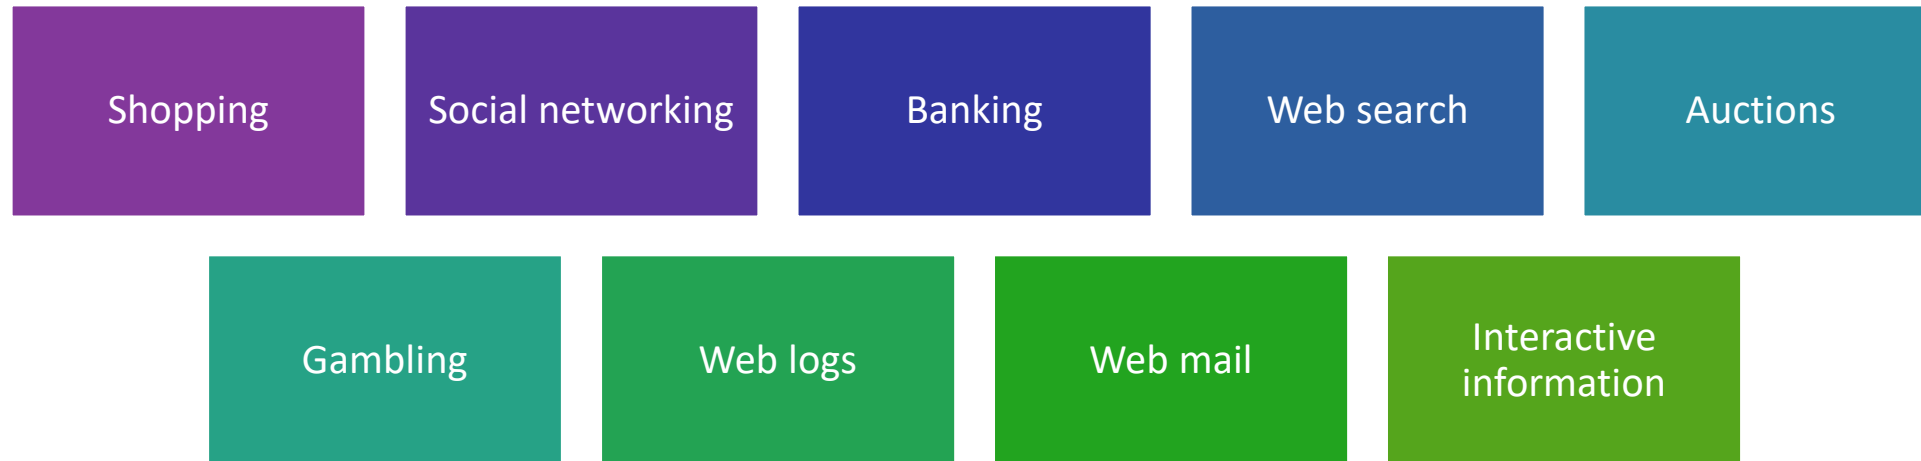 Shopping
Social networking
Banking
Web search
Auctions
Gambling
Web logs
Web mail
Interactive
information